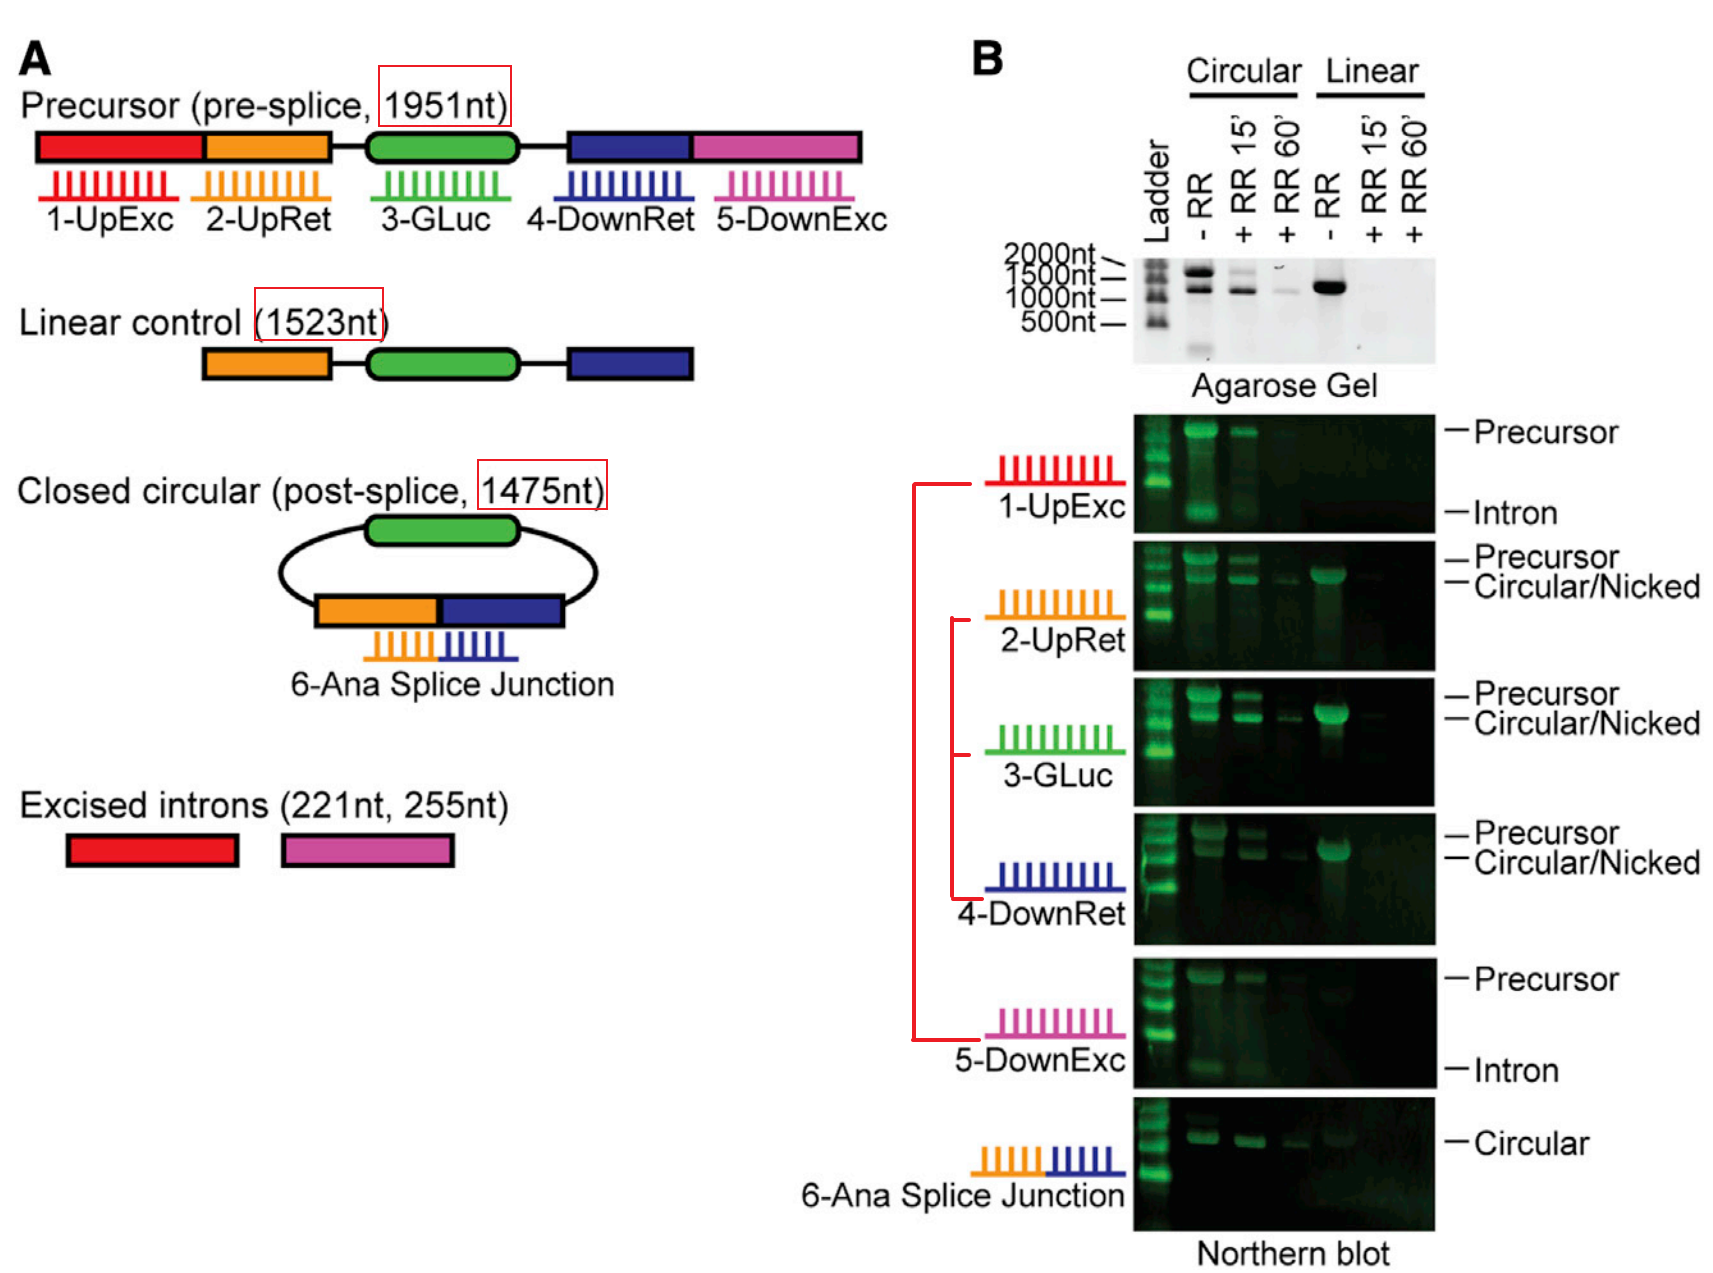 A
Precursor (pre-splice, 1951nt)
1-UpExc 2-UpRet 3-GLuc 4-DownRet 5-DownExc
Linear control (1523nt)
Closed circular (post-splice, 1475nt)
6-Ana Splice Junction
Excised introns (221nt, 255nt)
B
Circular Linear
Ladder
- RR
+ RR 15'
+ RR 60'
- RR
+ RR 15'
+ RR 60'
2000nt
1500nt
1000nt
500nt
Agarose Gel
1-UpExc
Precursor
Intron
2-UpRet
Precursor
Circular/Nicked
3-GLuc
Precursor
Circular/Nicked
4-DownRet
Precursor
Circular/Nicked
5-DownExc
Precursor
Intron
6-Ana Splice Junction
Circular
Northern blot